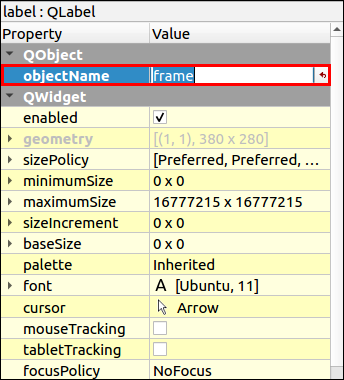 label : QLabel
Property Value
QObject
objectName frame
QWidget
enabled
geometry [(1, 1), 380 x 280]
sizePolicy [Preferred, Preferred, ...
minimumSize 0 x 0
maximumSize 16777215 x 16777215
sizeIncrement 0 x 0
baseSize 0 x 0
palette Inherited
font A [Ubuntu, 11]
cursor Arrow
mouseTracking
tabletTracking
focusPolicy NoFocus